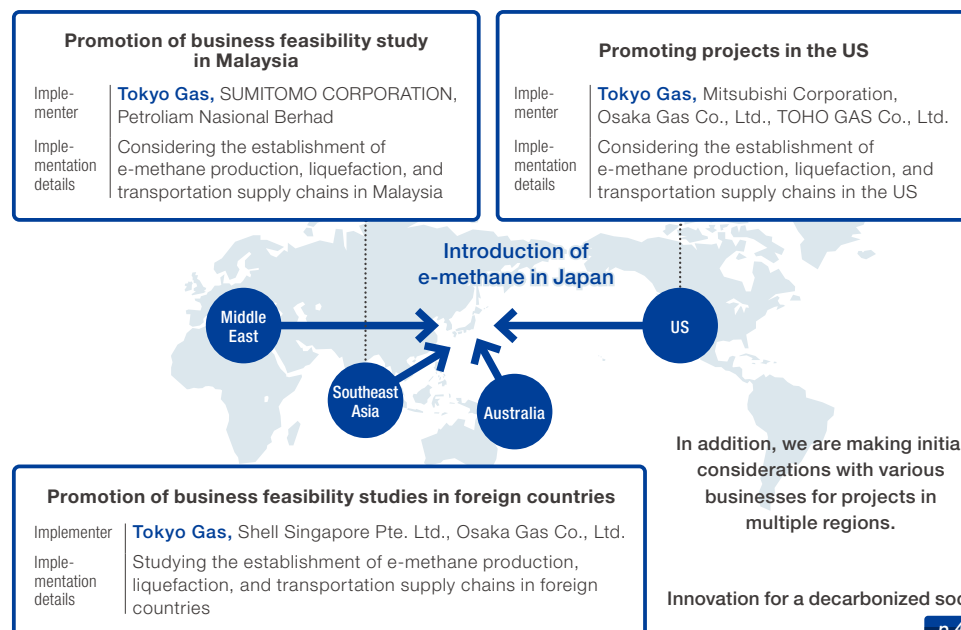 Promotion of business feasibility study
in Malaysia
Imple-
menter
Tokyo Gas, SUMITOMO CORPORATION,
Petroliam Nasional Berhad
Imple-
mentation
details
Considering the establishment of
e-methane production, liquefaction, and
transportation supply chains in Malaysia
Promoting projects in the US
Imple-
menter
Tokyo Gas, Mitsubishi Corporation,
Osaka Gas Co., Ltd., TOHO GAS Co., Ltd.
Imple-
mentation
details
Considering the establishment of
e-methane production, liquefaction, and
transportation supply chains in the US
Introduction of
e-methane in Japan
Middle
East
US
Southeast
Asia
Australia
In addition, we are making initia
considerations with various
businesses for projects in
multiple regions.
Promotion of business feasibility studies in foreign countries
Implementer
Tokyo Gas, Shell Singapore Pte. Ltd., Osaka Gas Co., Ltd.
Imple-
mentation
details
Studying the establishment of e-methane production,
liquefaction, and transportation supply chains in foreign
countries
Innovation for a decarbonized soc